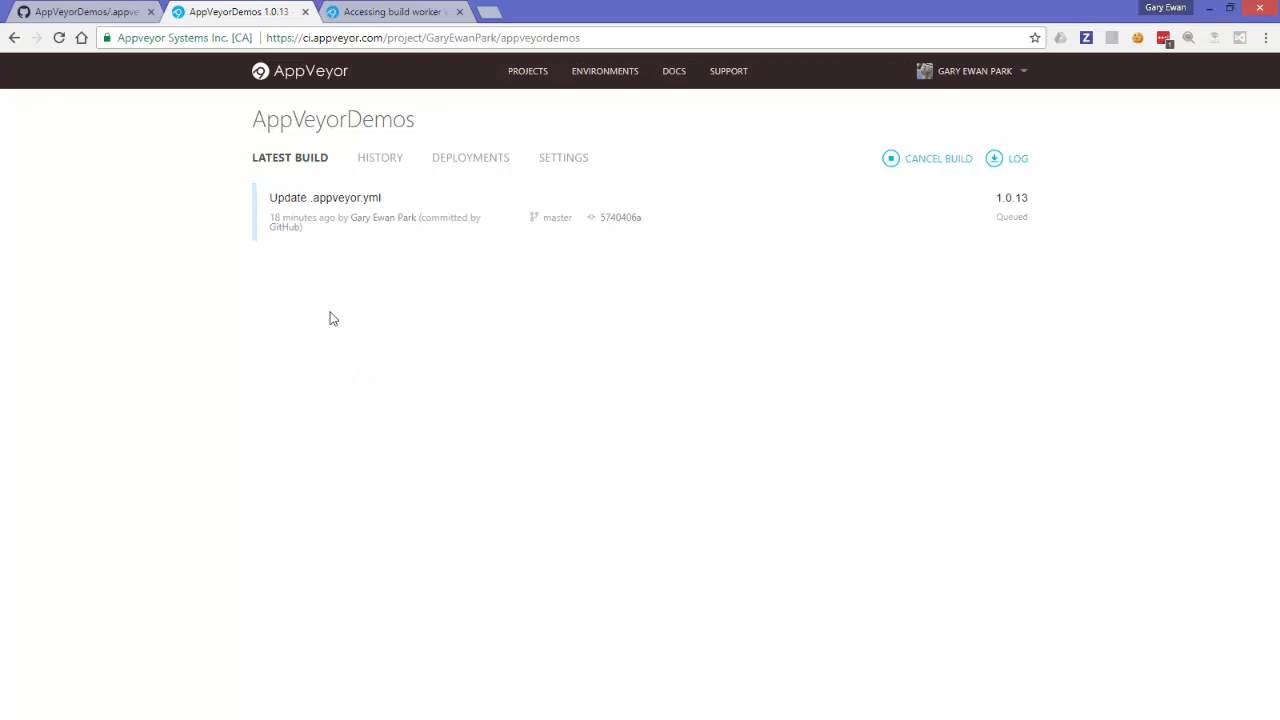 AppVeyorDemos/.appve
AppVeyorDemos 1.0.13
Accessing build worker
Gary Ewan
Appveyor Systems Inc. [CA]
https://ci.appveyor.com/project/GaryEwanPark/appveyordemos
1
AppVeyor
PROJECTS
ENVIRONMENTS
DOCS
SUPPORT
GARY EWAN PARK
AppVeyorDemos
LATEST BUILD
HISTORY
DEPLOYMENTS
SETTINGS
CANCEL BUILD
LOG
Update .appveyor.yml
1.0.13
18 minutes ago by Gary Ewan Park (committed by
GitHub)
master
5740406a
Queued